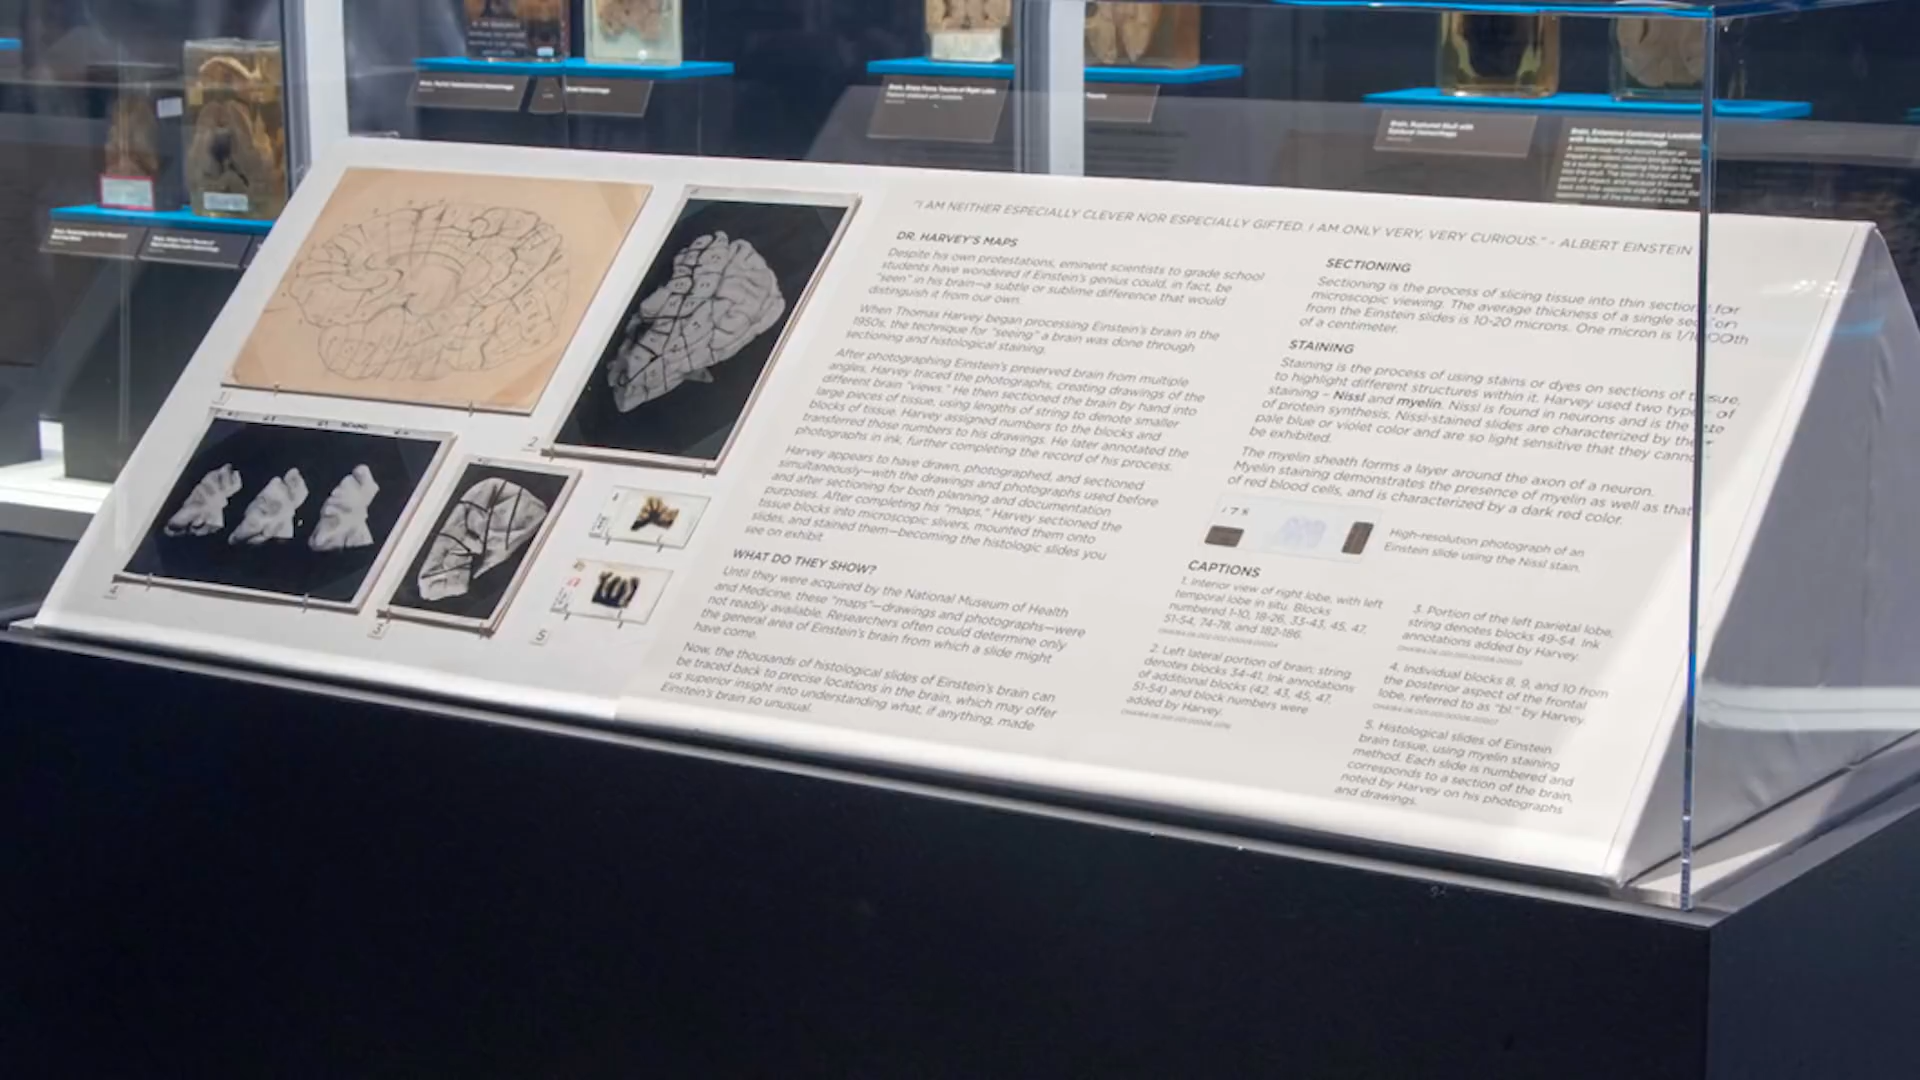 "I AM NEITHER ESPECIALLY CLEVER NOR ESPECIALLY GIFTED. I AM ONLY VERY, VERY CURIOUS." - ALBERT EINSTEIN
DR. HARVEY'S MAPS
Despite his own protestations, eminent scientists to grade school
students have wondered if Einstein's genius could, in fact, be
"seen" in his brain—a subtle or sublime difference that would
distinguish it from our own.
When Thomas Harvey began processing Einstein's brain in the
1950s, the technique for "seeing" a brain was done through
sectioning and histological staining.
After photographing Einstein's preserved brain from multiple
angles, Harvey traced the photographs, creating drawings of the
different brain "views." He then sectioned the brain by hand into
large pieces of tissue, using lengths of string to denote smaller
blocks of tissue. Harvey assigned numbers to the blocks and
transferred those numbers to his drawings. He later annotated the
photographs in ink, further completing the record of his process.
Harvey appears to have drawn, photographed, and sectioned
simultaneously—with the drawings and photographs used before
and after sectioning for both planning and documentation
purposes. After completing his "maps," Harvey sectioned the
tissue blocks into microscopic slivers, mounted them onto
slides, and stained them—becoming the histologic slides you
see on exhibit.
WHAT DO THEY SHOW?
Until they were acquired by the National Museum of Health
and Medicine, these "maps"—drawings and photographs—were
not readily available. Researchers often could determine only
the general area of Einstein's brain from which a slide might
have come.
Now, the thousands of histological slides of Einstein's brain can
be traced back to precise locations in the brain, which may offer
us superior insight into understanding what, if anything, made
Einstein's brain so unusual.
SECTIONING
Sectioning is the process of slicing tissue into thin sections for
microscopic viewing. The average thickness of a single section
from the Einstein slides is 10-20 microns. One micron is
of a centimeter.
STAINING
Staining is the process of using stains or dyes on sections of tissue,
to highlight different structures within it. Harvey used two types of
staining - Nissl and myelin. Nissl is found in neurons and is the
of protein synthesis. Nissl-stained slides are characterized by their
pale blue or violet color and are so light sensitive that they cannot
be exhibited.
The myelin sheath forms a layer around the axon of a neuron.
Myelin staining demonstrates the presence of myelin as well as that
of red blood cells, and is characterized by a dark red color.
High-resolution photograph of an
Einstein slide using the Nissl stain.
CAPTIONS
1. Interior view of right lobe, with left
temporal lobe in situ. Blocks
numbered 1-10, 18-26, 33-43, 45, 47,
51-54, 74-78, and 182-186.
2. Left lateral portion of brain; string
denotes blocks 34-41. Ink annotations
of additional blocks (42, 43, 45, 47,
51-54) and block numbers were
added by Harvey.
3. Portion of the left parietal lobe;
string denotes blocks 49-54. Ink
annotations added by Harvey.
4. Individual blocks 8, 9, and 10 from
the posterior aspect of the frontal
lobe, referred to as "bl." by Harvey.
5. Histological slides of Einstein
brain tissue, using myelin staining
method. Each slide is numbered and
corresponds to a section of the brain,
noted by Harvey on his photographs
and drawings.
1
2
3
4
5